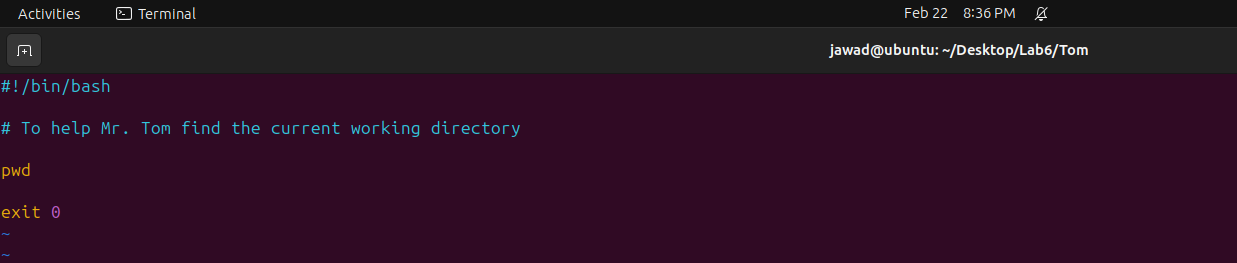 Activities Terminal Feb 22 8:36 PM
jawad@ubuntu: ~/Desktop/Lab6/Tom
#!/bin/bash
# To help Mr. Tom find the current working directory
pwd
exit 0
~
~